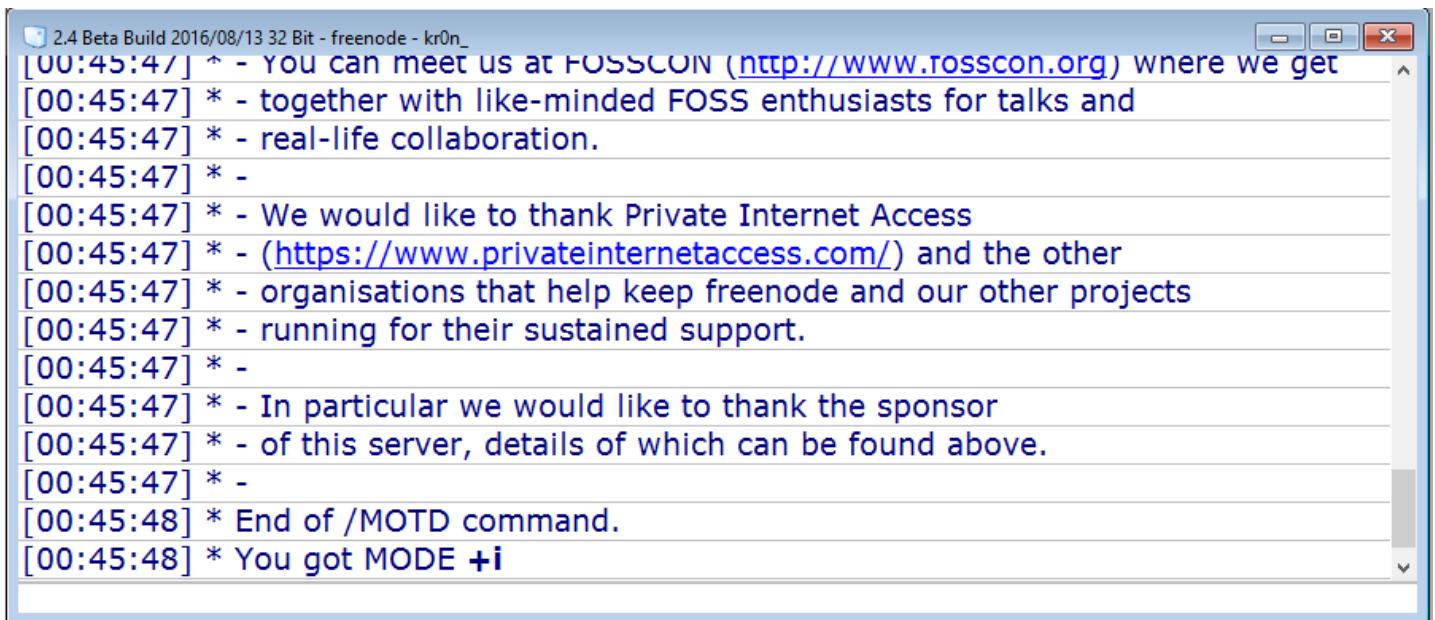 2.4 Beta Build 2016/08/13 32 Bit - freenode - kr0n_
[00:45:47] * - You can meet us at FOSSCON (http://www.fosscon.org) where we get
[00:45:47] * - together with like-minded FOSS enthusiasts for talks and
[00:45:47] * - real-life collaboration.
[00:45:47] * -
[00:45:47] * - We would like to thank Private Internet Access
[00:45:47] * - (https://www.privateinternetaccess.com/) and the other
[00:45:47] * - organisations that help keep freenode and our other projects
[00:45:47] * - running for their sustained support.
[00:45:47] * -
[00:45:47] * - In particular we would like to thank the sponsor
[00:45:47] * - of this server, details of which can be found above.
[00:45:47] * -
[00:45:48] * End of /MOTD command.
[00:45:48] * You got MODE +i